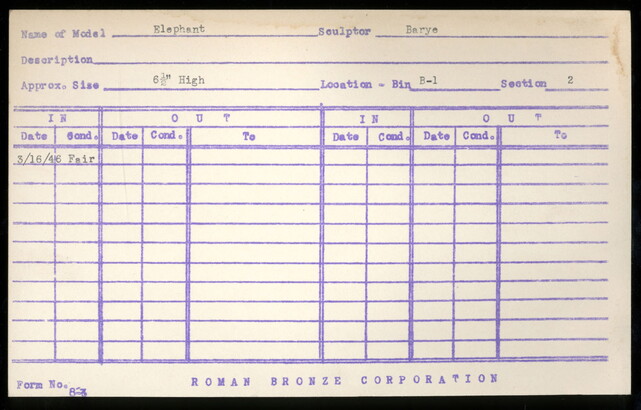 Name of Model Elephant Sculptor Barye
Description
Approx. Size 6½" High Location - Bin B-1 Section 2
IN OUT IN OUT
Date Cond. Date Cond. To Date Cond. Date Cond. To
3/16/46 Fair
Form No. ROMAN BRONZE CORPORATION